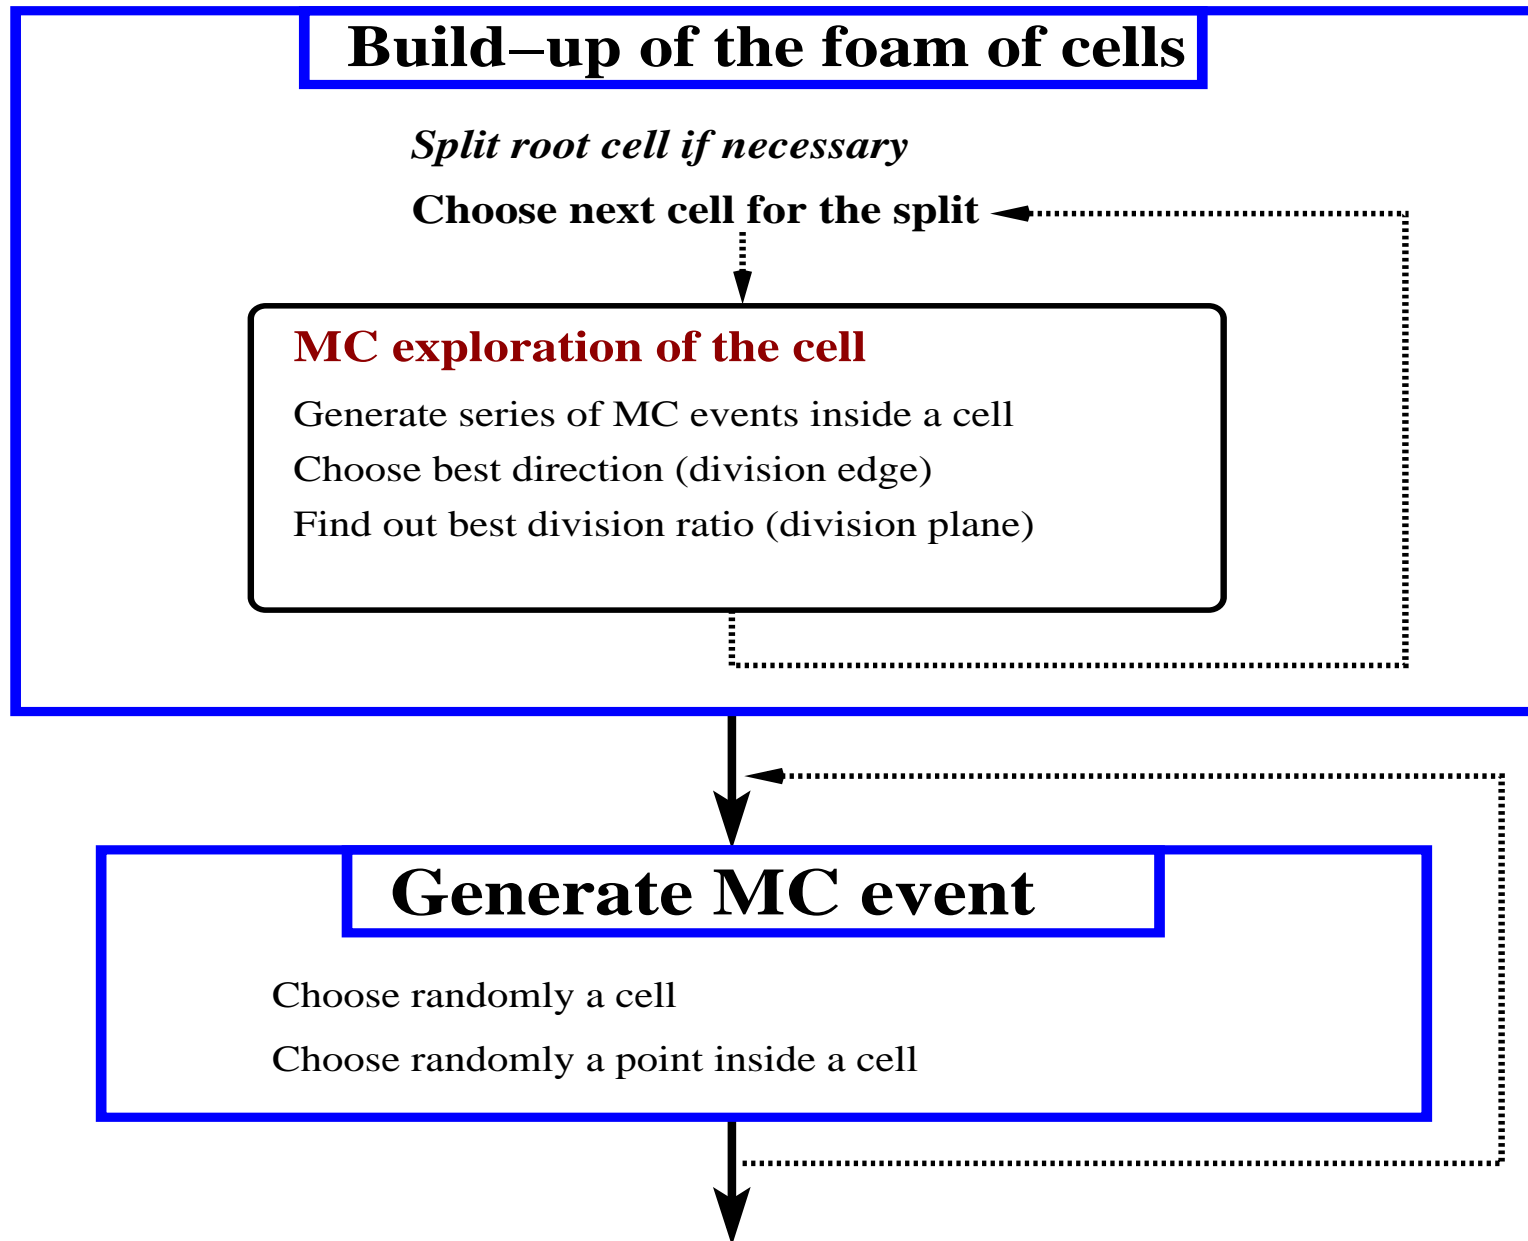 Build–up of the foam of cells
Split root cell if necessary
Choose next cell for the split
MC exploration of the cell
Generate series of MC events inside a cell
Choose best direction (division edge)
Find out best division ratio (division plane)
Generate MC event
Choose randomly a cell
Choose randomly a point inside a cell